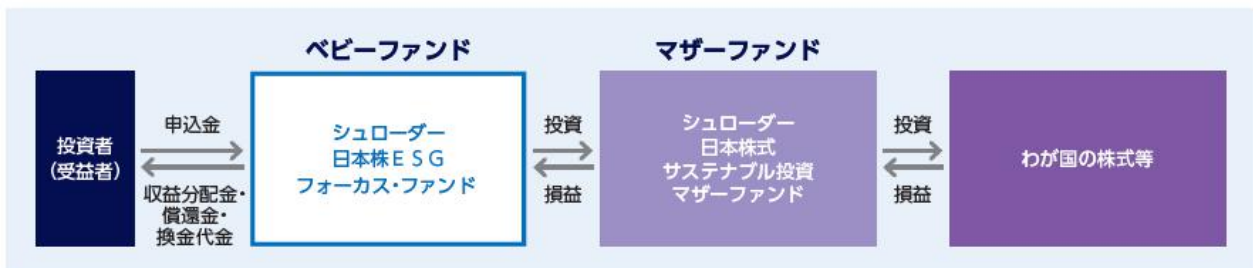 ベビーファンド
マザーファンド
投資者
(受益者)
申込金
収益分配金・
償還金・
換金代金
シュローダー
日本株ESG
フォーカス・ファンド
投資
損益
シュローダー
日本株式
サステナブル投資
マザーファンド
投資
損益
わが国の株式等